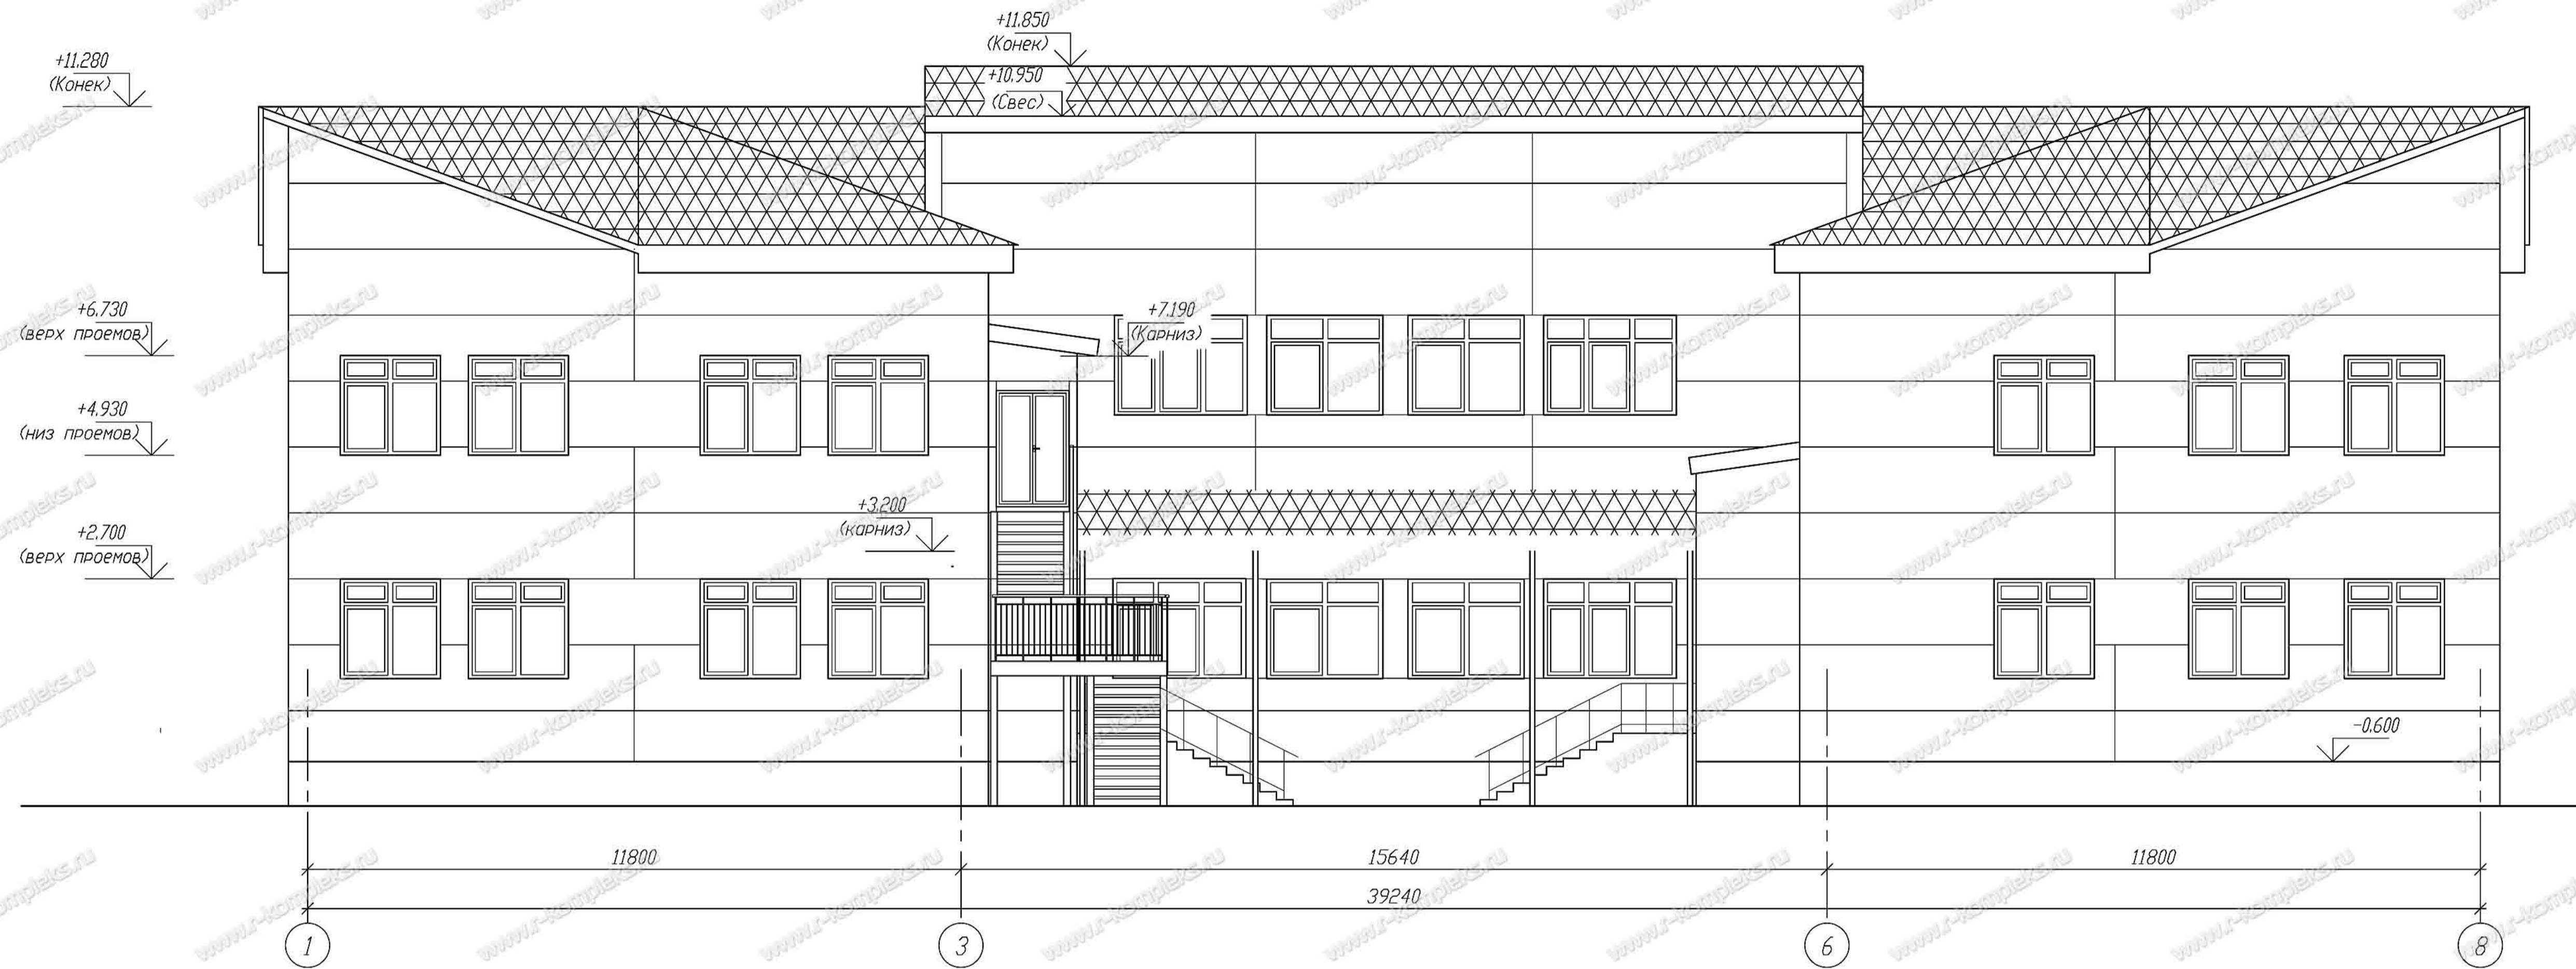 +11.850
(Конек)
+11.280
(Конек)
+10.950
(Свес)
+6.730
(верх проемов)
+7.190
(Карниз)
+4.930
(низ проемов)
+3.200
(карниз)
+2.700
(верх проемов)
-0.600
11800
15640
11800
39240
1
3
6
8
www.r-kompleks.ru